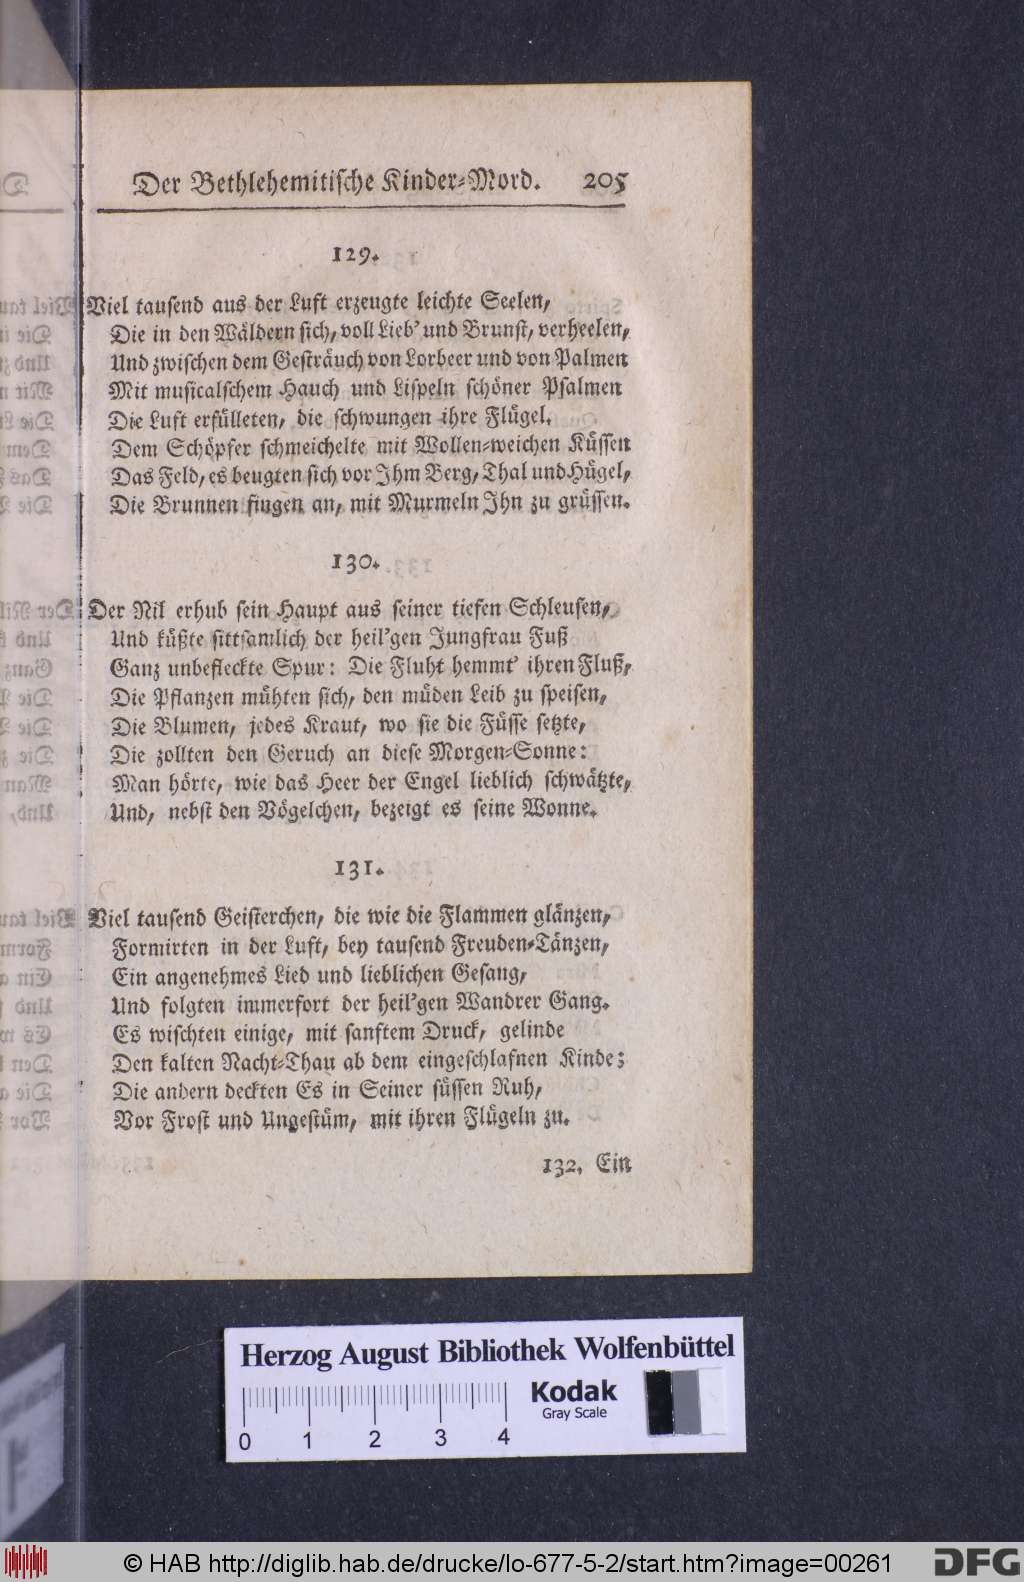 Der Bethlehemitische Kinder-Mord. 205
129.
Viel tausend aus der Luft erzeugte leichte Seelen,
Die in den Wäldern sich, voll Lieb' und Brunst, verheelen,
Und zwischen dem Gesträuch von Lorbeer und von Palmen
Mit musicalschem Hauch und Lispeln schöner Psalmen
Die Luft erfülleten, die schwungen ihre Flügel.
Dem Schöpfer schmeichelte mit Wollen-weichen Küssen
Das Feld, es beugten sich vor Ihm Berg, Thal und Hügel,
Die Brunnen fingen an, mit Murmeln Ihn zu grüssen.
130.
Der Nil erhub sein Haupt aus seiner tiefen Schleusen,
Und küßte sittsamlich der heil'gen Jungfrau Fuß
Ganz unbefleckte Spur: Die Fluht hemmt' ihren Fluß,
Die Pflanzen mühten sich, den müden Leib zu speisen,
Die Blumen, jedes Kraut, wo sie die Füsse setzte,
Die zollten den Geruch an diese Morgen-Sonne:
Man hörte, wie das Heer der Engel lieblich schwätzte,
Und, nebst den Vögelchen, bezeigt es seine Wonne.
131.
Viel tausend Geisterchen, die wie die Flammen glänzen,
Formirten in der Luft, bey tausend Freuden-Tänzen,
Ein angenehmes Lied und lieblichen Gesang,
Und folgten immerfort der heil'gen Wandrer Gang.
Es wischten einige, mit sanftem Druck, gelinde
Den kalten Nacht-Thau ab dem eingeschlafnen Kinde;
Die andern deckten Es in Seiner süssen Ruh,
Vor Frost und Ungestüm, mit ihren Flügeln zu.
132. Ein
Herzog August Bibliothek Wolfenbüttel
Kodak
Gray Scale
0 1 2 3 4
© HAB http://diglib.hab.de/drucke/lo-677-5-2/start.htm?image=00261
DFG